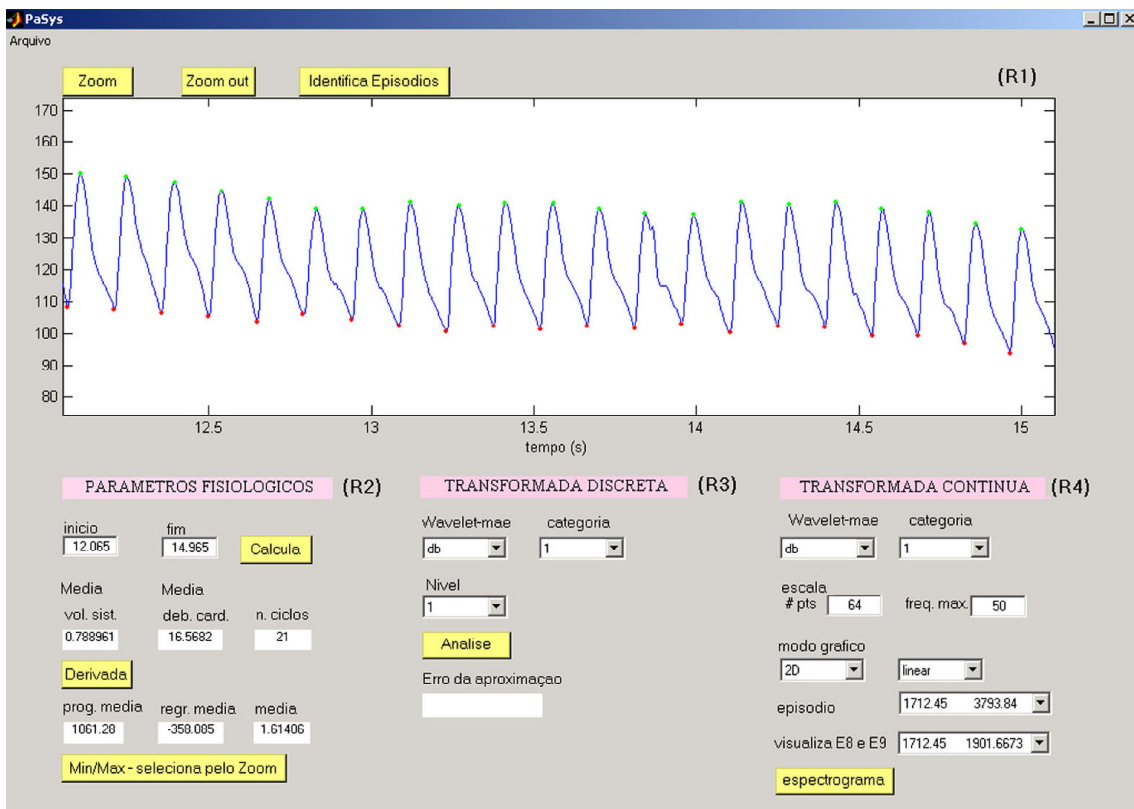 PaSys
Arquivo
Zoom Zoom out Identifica Episodios (R1)
170
160
150
140
130
120
110
100
90
80
12.5 13 13.5 14 14.5 15
tempo (s)
PARAMETROS FISIOLOGICOS (R2)
inicio fim
12.065 14.965 Calcula
Media Media
vol. sist. deb. card. n. ciclos
0.788961 16.5682 21
Derivada
prog. media regr. media media
1061.28 -358.085 1.61406
Min/Max - seleciona pelo Zoom
TRANSFORMADA DISCRETA (R3)
Wavelet-mae categoria
db 1
Nivel
1
Analise
Erro da aproximaçao
TRANSFORMADA CONTINUA (R4)
Wavelet-mae categoria
db 1
escala
# pts 64 freq. max. 50
modo grafico
2D linear
episodio 1712.45 3793.84
visualiza E8 e E9 1712.45 1901.6673
espectrograma